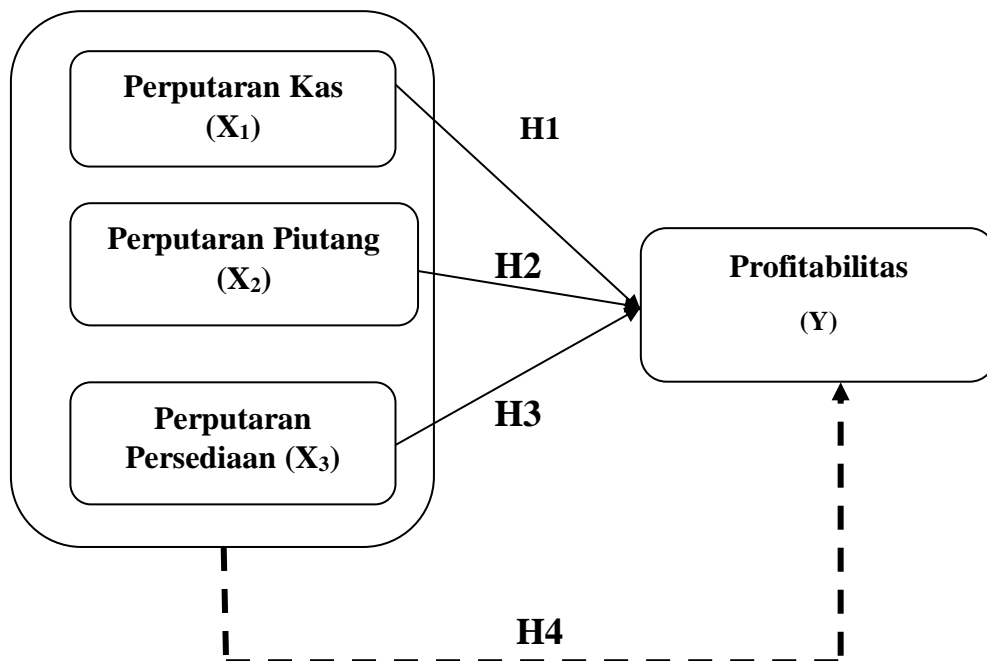 Perputaran Kas
(X₁)
H1
Perputaran Piutang
(X₂)
H2
Profitabilitas
(Y)
Perputaran
Persediaan (X₃)
H3
H4